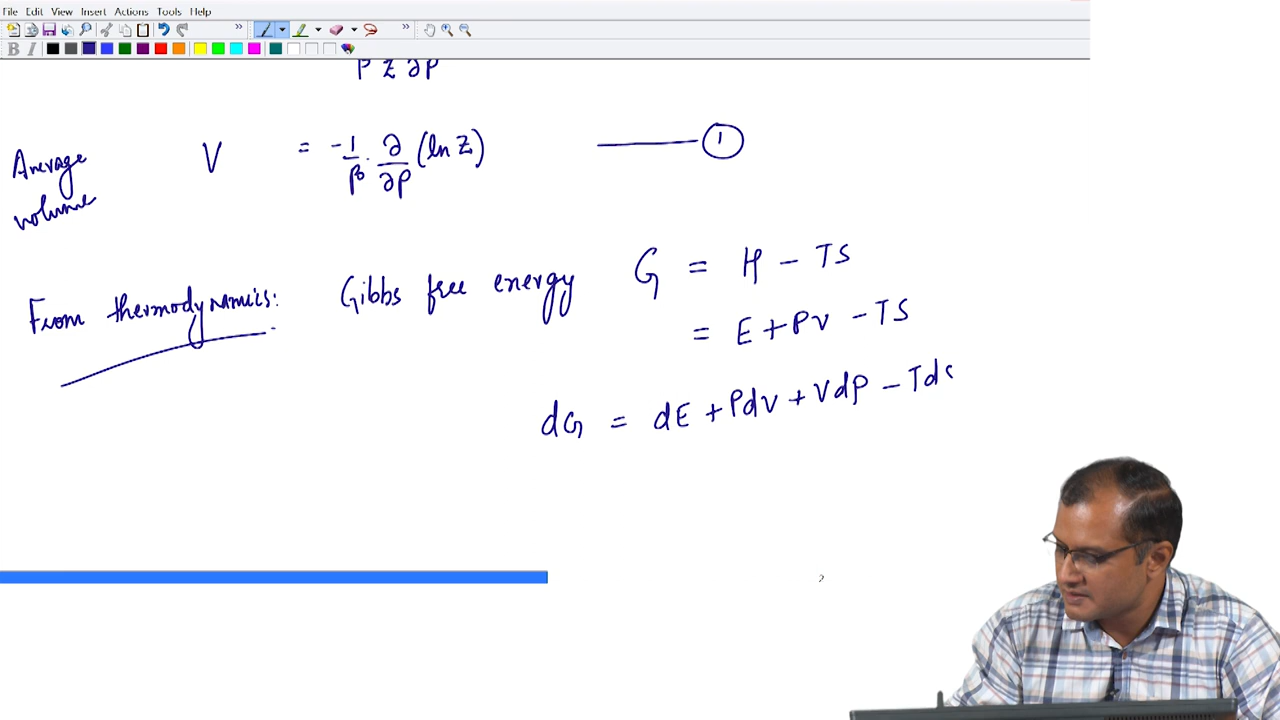 File Edit View Insert Actions Tools Help
B I
β Z ∂P
Average volume V = -1/β · ∂/∂P (ln Z) ——— ①
From thermodynamics: Gibbs free energy G = H - TS
= E + PV - TS
dG = dE + PdV + VdP - TdS